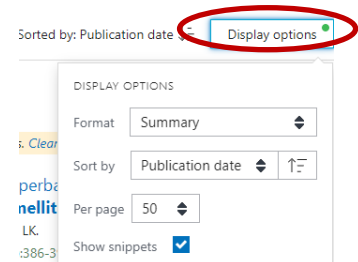 Sorted by: Publication date
Display options
DISPLAY OPTIONS
Format Summary
s. Clear
Sort by Publication date
perba
Per page 50
mellit
LK.
Show snippets
:386-3